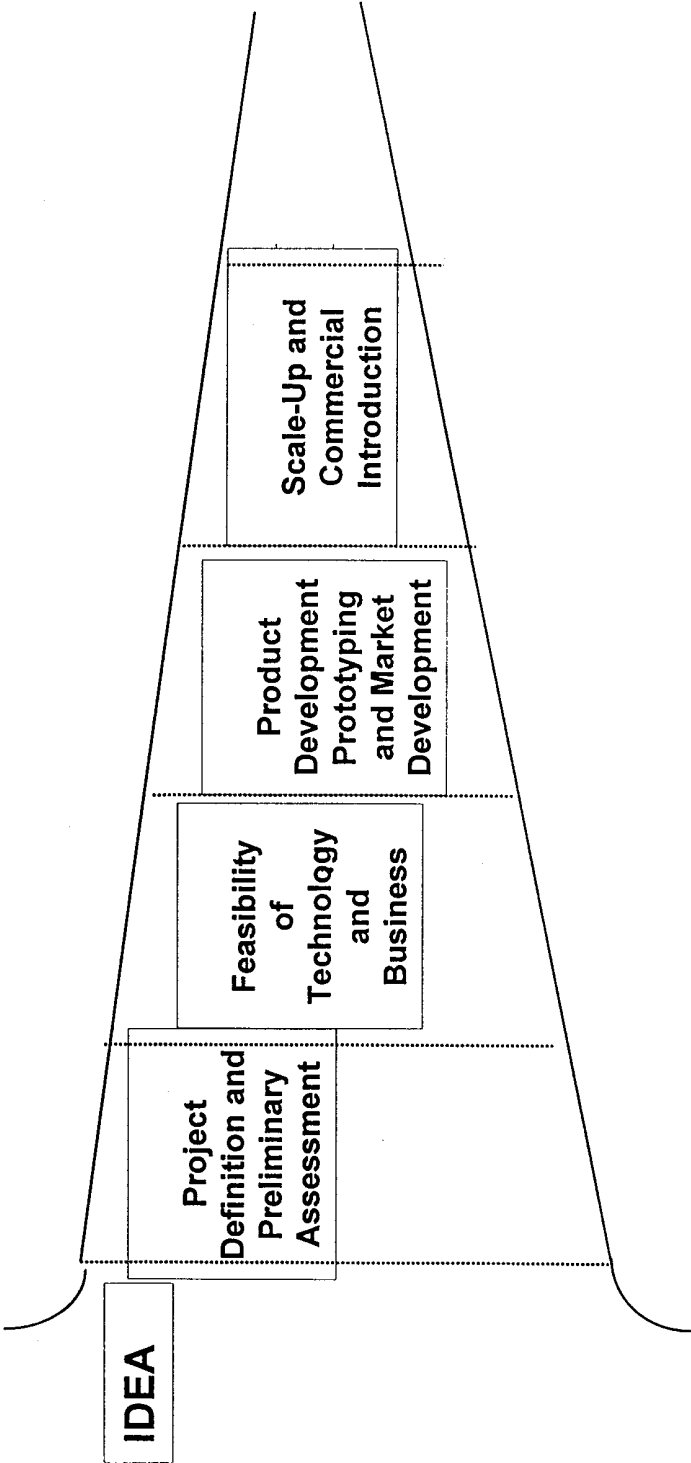 IDEA
Project
Definition and
Preliminary
Assessment
Feasibility
of
Technology
and
Business
Product
Development
Prototyping
and Market
Development
Scale-Up and
Commercial
Introduction